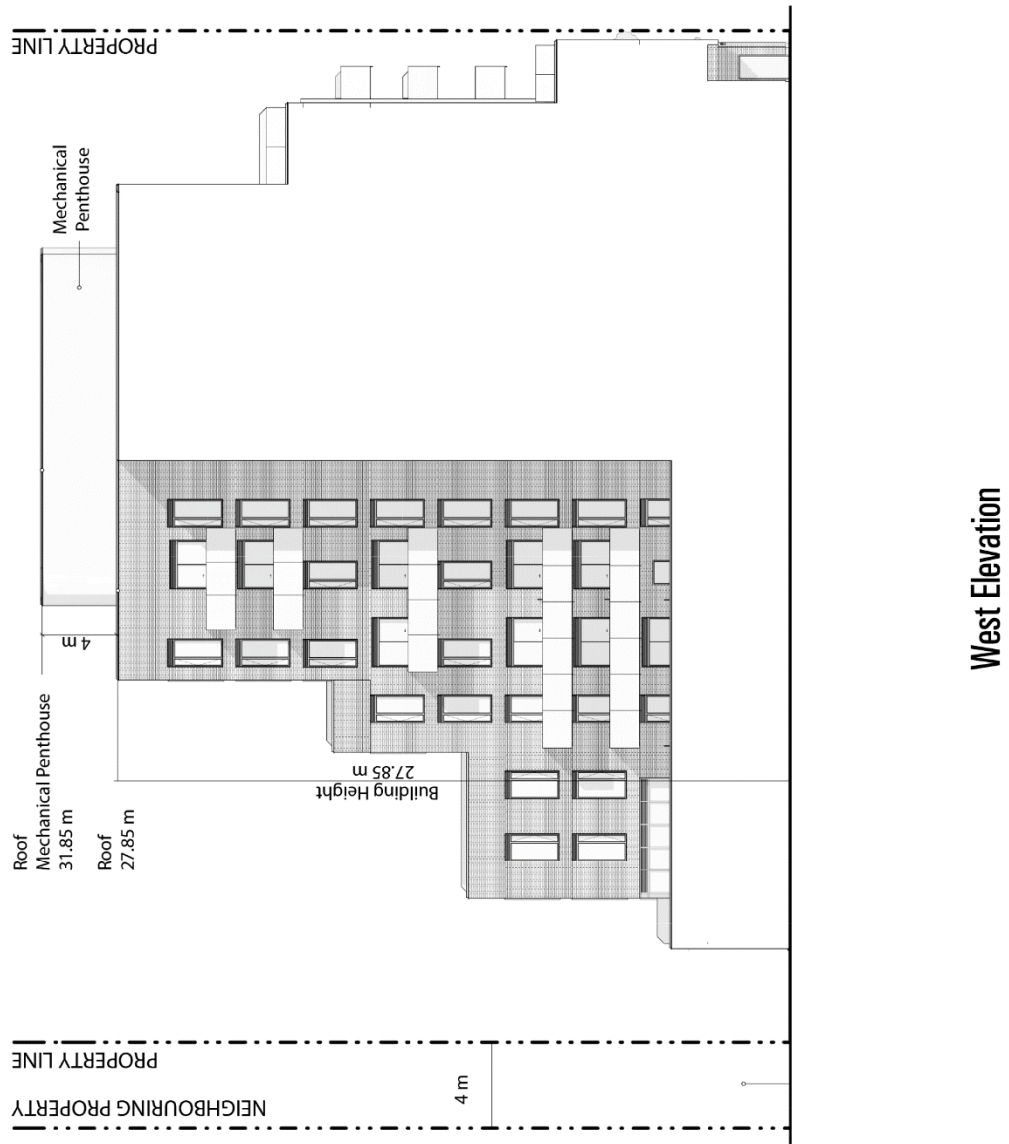 PROPERTY LINE
Mechanical
Penthouse
4 m
Roof
Mechanical Penthouse
31.85 m
Roof
27.85 m
Building Height
27.85 m
PROPERTY LINE
NEIGHBOURING PROPERTY
4 m
West Elevation